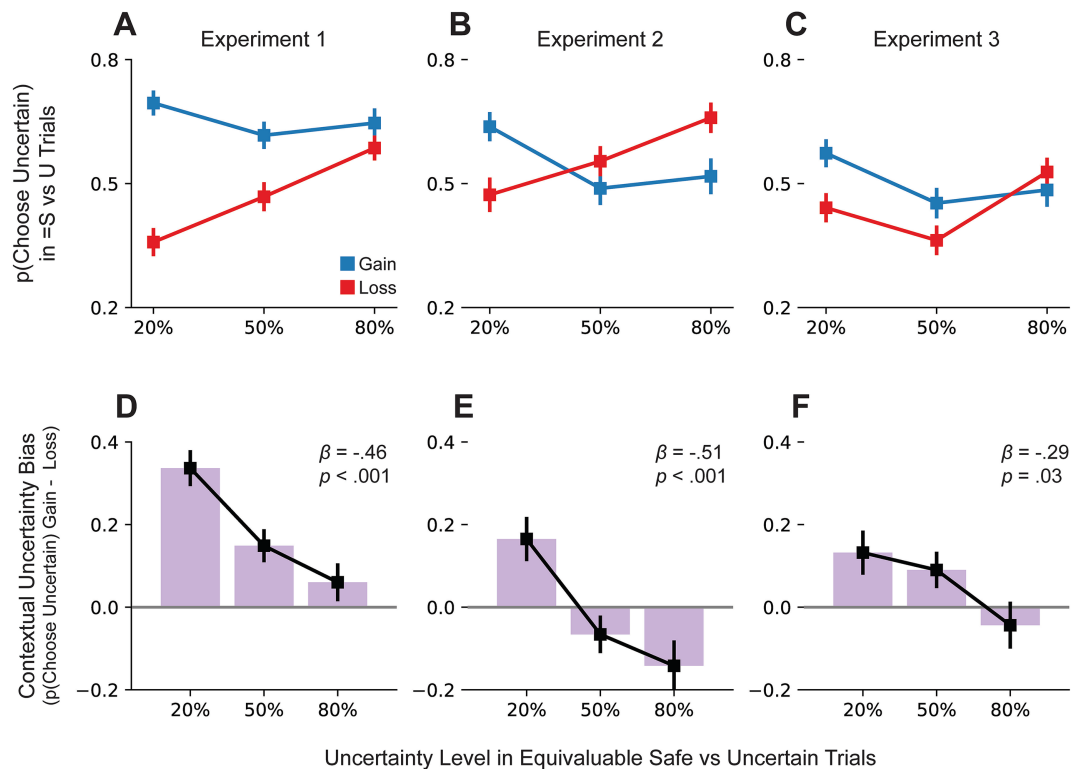 A
Experiment 1
B
Experiment 2
C
Experiment 3
p(Choose Uncertain)
in =S vs U Trials
0.8
0.5
0.2
Gain
Loss
20%
50%
80%
0.8
0.5
0.2
20%
50%
80%
0.8
0.5
0.2
20%
50%
80%
D
E
F
Contextual Uncertainty Bias
(p(Choose Uncertain) Gain - Loss)
0.4
0.2
0.0
−0.2
β = -.46
p < .001
20%
50%
80%
0.4
0.2
0.0
−0.2
β = -.51
p < .001
20%
50%
80%
0.4
0.2
0.0
−0.2
β = -.29
p = .03
20%
50%
80%
Uncertainty Level in Equivaluable Safe vs Uncertain Trials